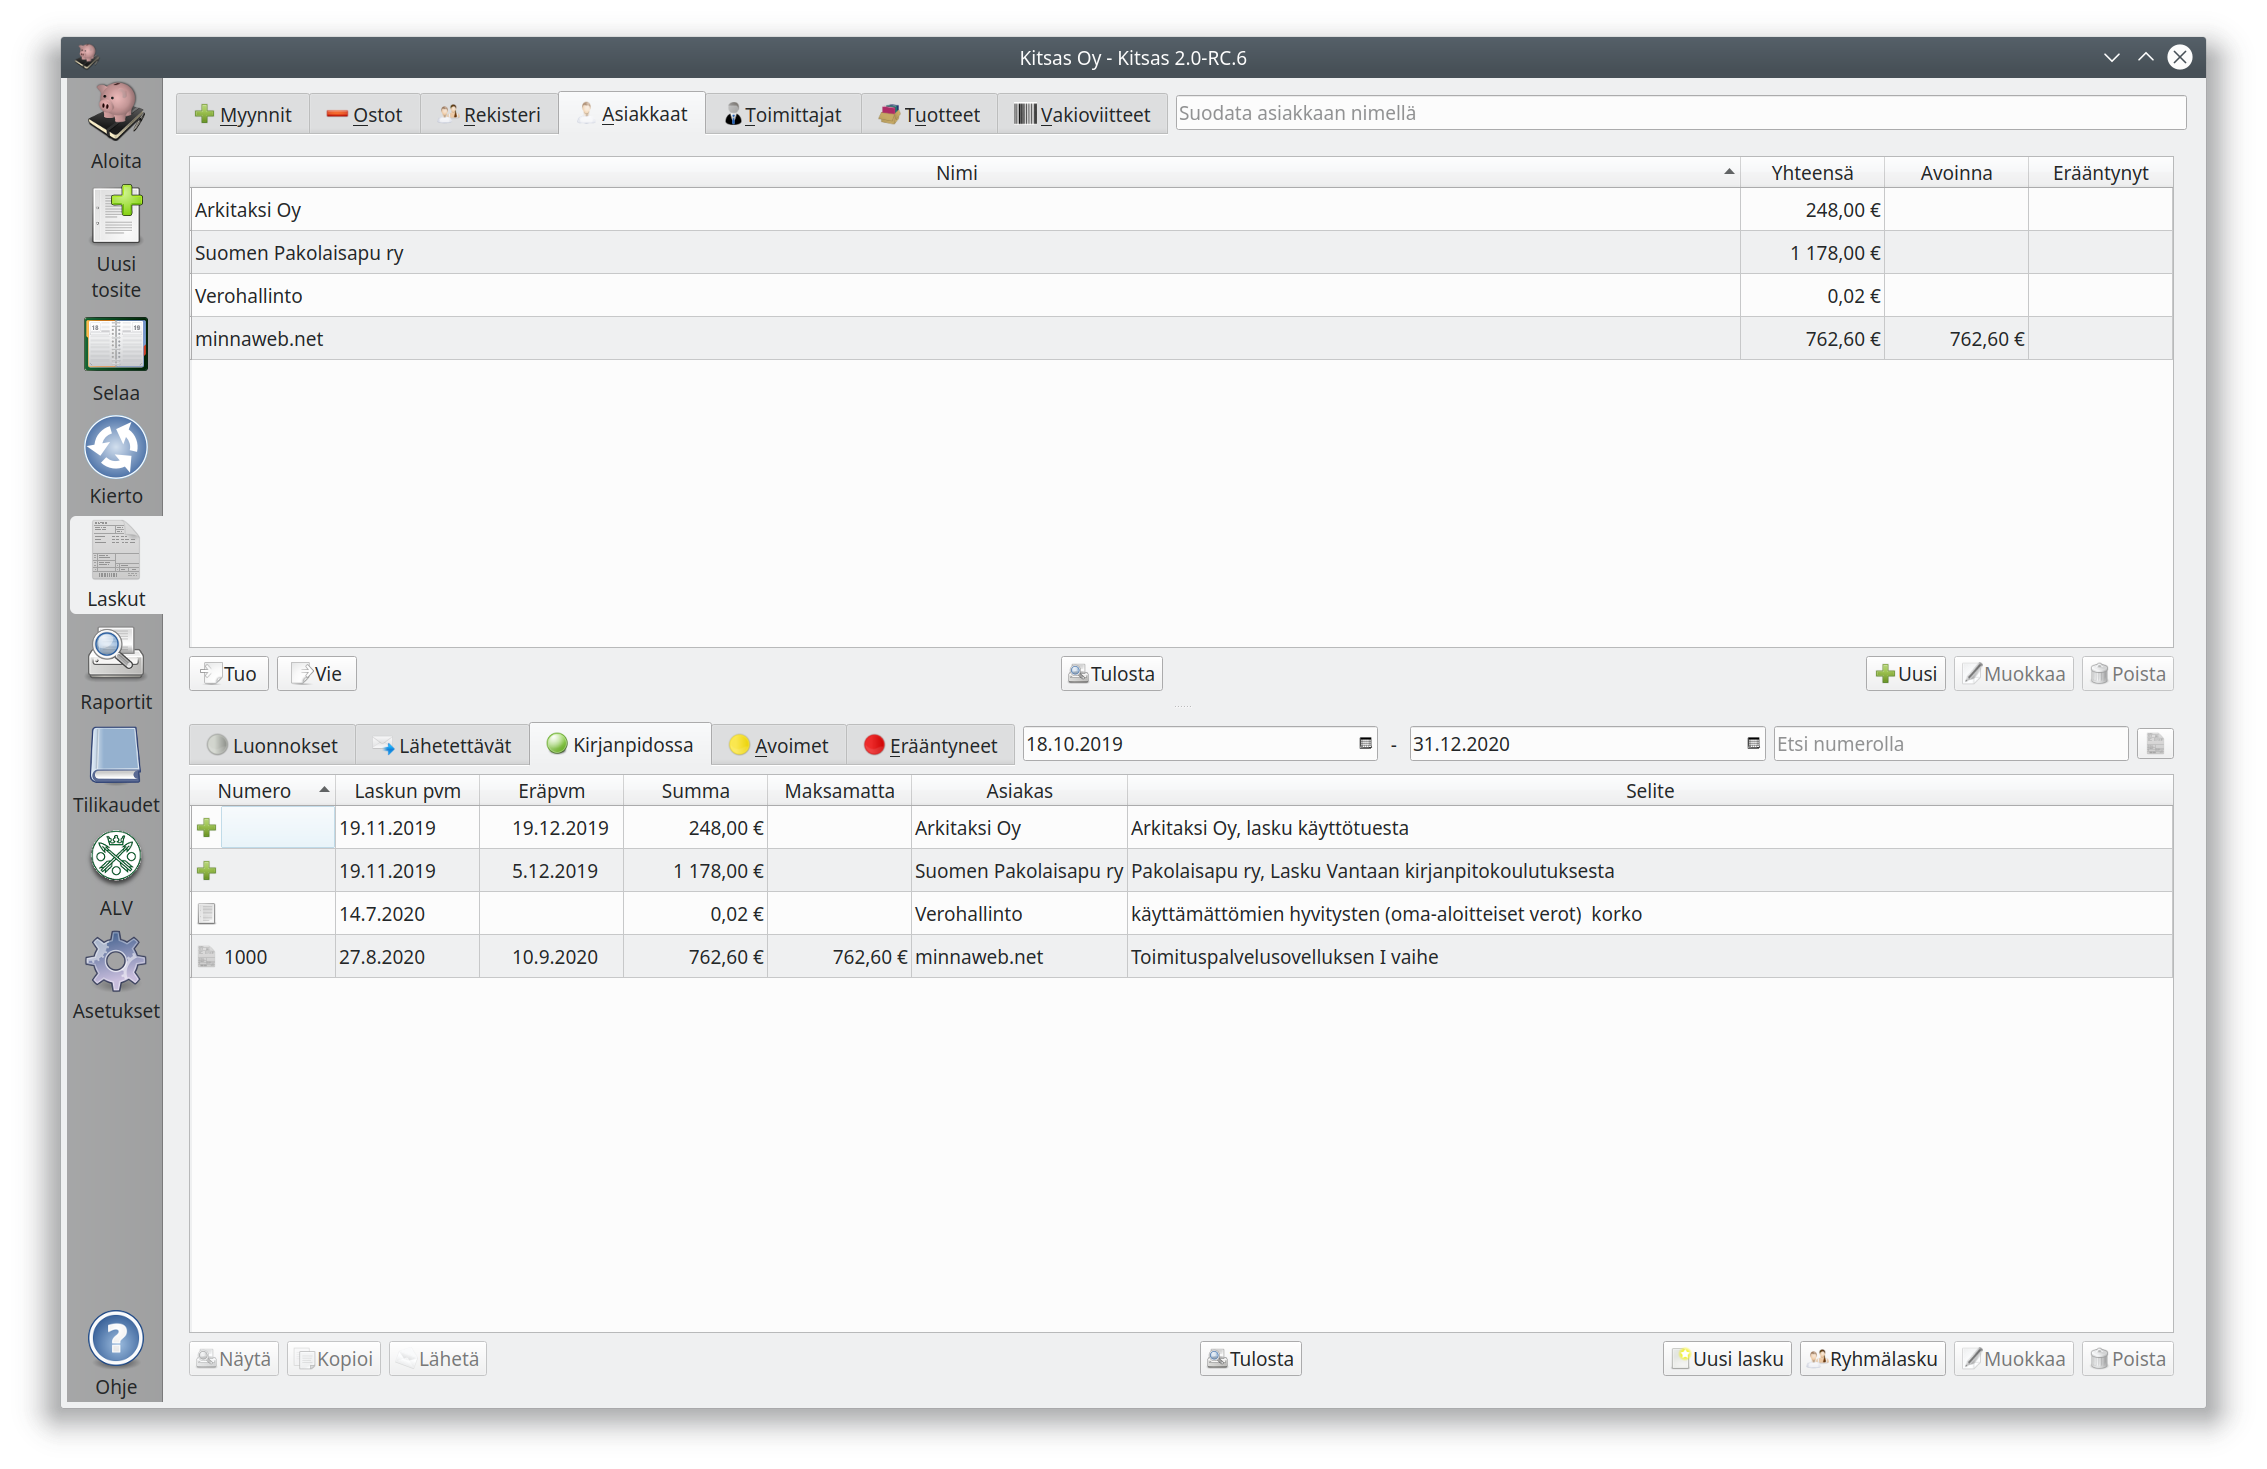 Kitsas Oy - Kitsas 2.0-RC.6
Aloita
Uusi
tosite
Selaa
Kierto
Laskut
Raportit
Tilikaudet
ALV
Asetukset
Ohje
Myynnit Ostot Rekisteri Asiakkaat Toimittajat Tuotteet Vakioviitteet Suodata asiakkaan nimellä
Nimi Yhteensä Avoinna Erääntynyt
Arkitaksi Oy 248,00 €
Suomen Pakolaisapu ry 1 178,00 €
Verohallinto 0,02 €
minnaweb.net 762,60 € 762,60 €
Tuo Vie Tulosta Uusi Muokkaa Poista
Luonnokset Lähetettävät Kirjanpidossa Avoimet Erääntyneet 18.10.2019 - 31.12.2020 Etsi numerolla
Numero Laskun pvm Eräpvm Summa Maksamatta Asiakas Selite
19.11.2019 19.12.2019 248,00 € Arkitaksi Oy Arkitaksi Oy, lasku käyttötuesta
19.11.2019 5.12.2019 1 178,00 € Suomen Pakolaisapu ry Pakolaisapu ry, Lasku Vantaan kirjanpitokoulutuksesta
14.7.2020 0,02 € Verohallinto käyttämättömien hyvitysten (oma-aloitteiset verot) korko
1000 27.8.2020 10.9.2020 762,60 € 762,60 € minnaweb.net Toimituspalvelusovelluksen I vaihe
Näytä Kopioi Lähetä Tulosta Uusi lasku Ryhmälasku Muokkaa Poista